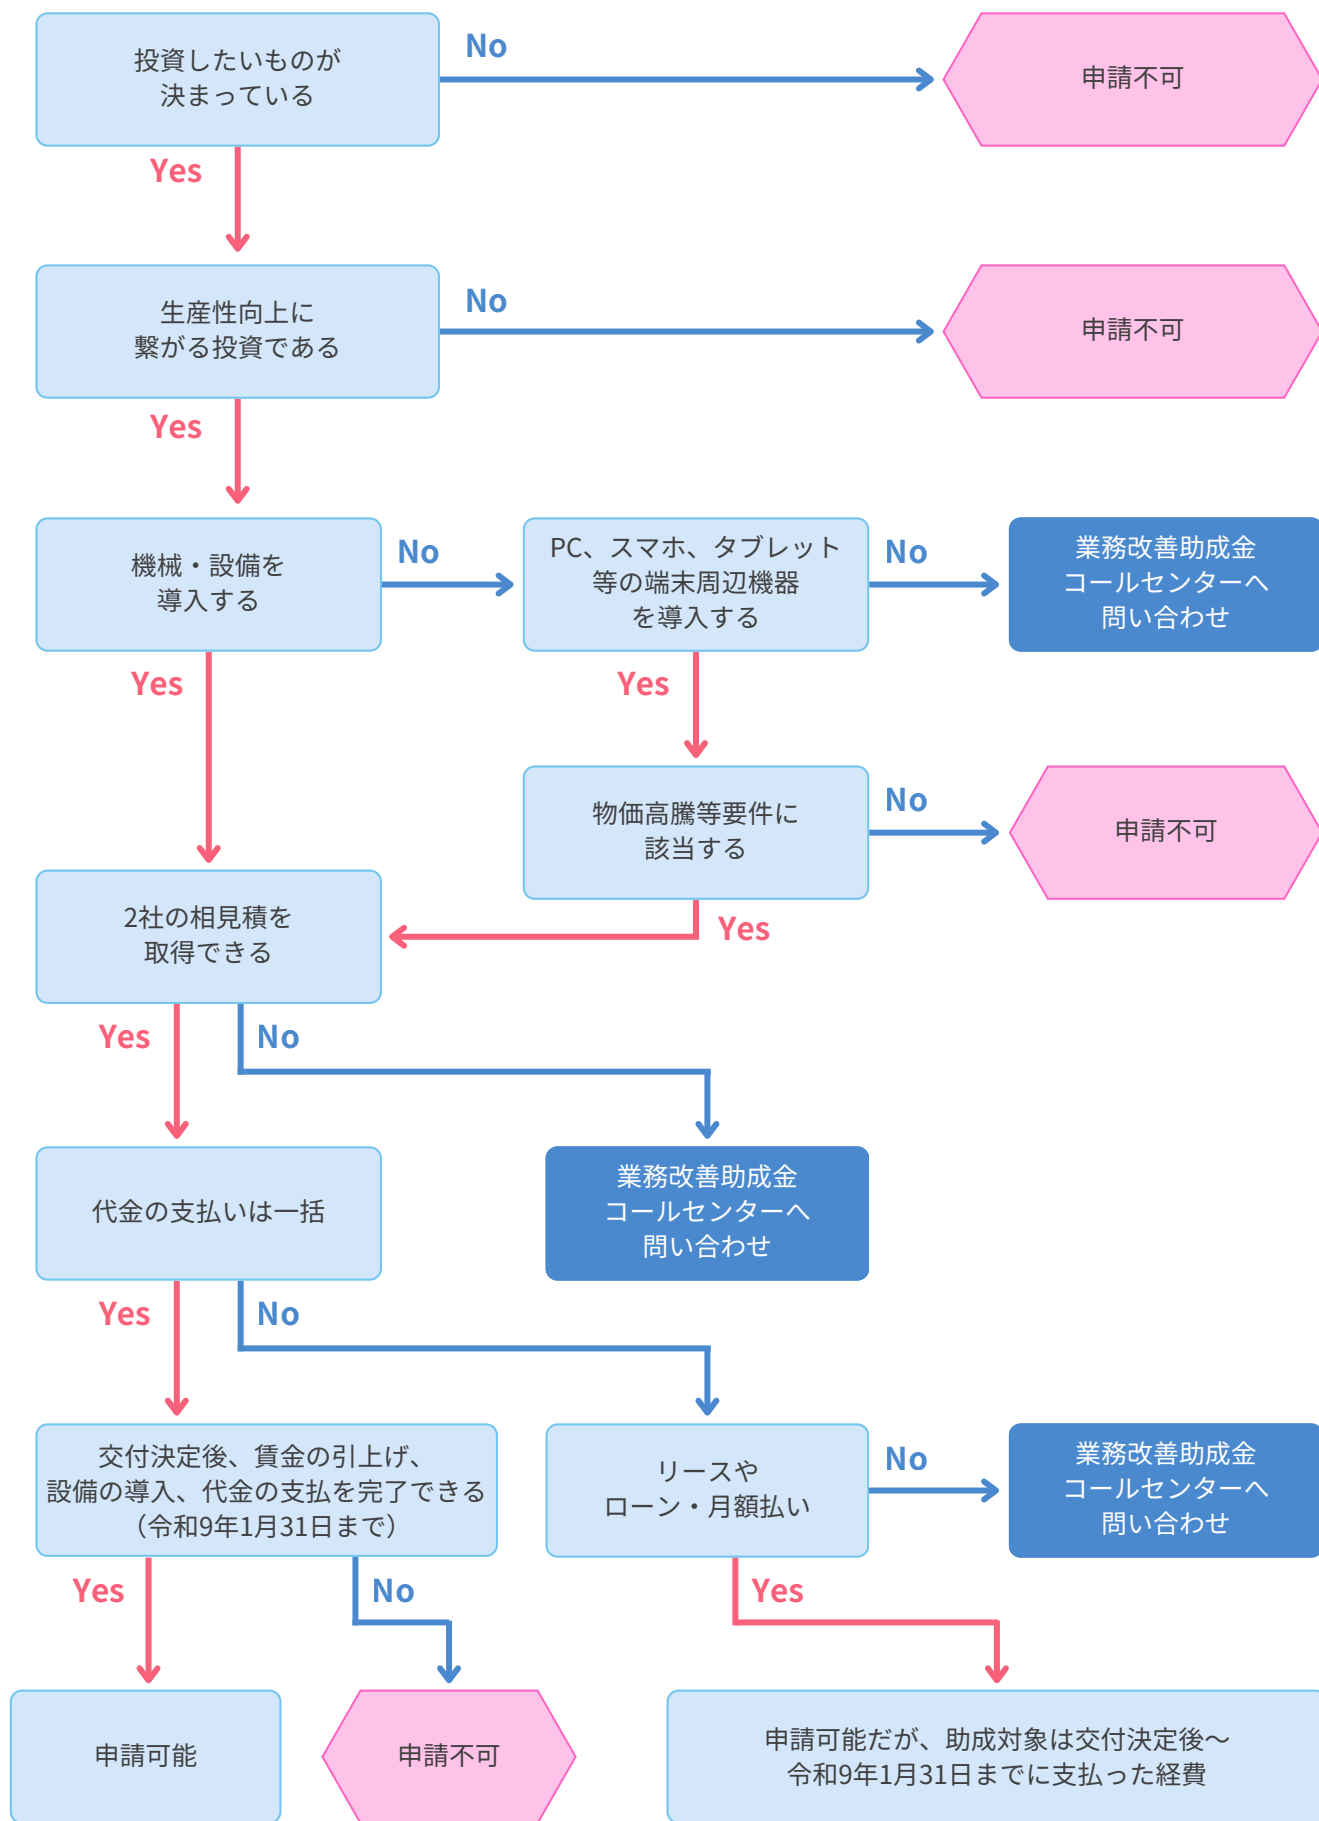 投資したいものが
決まっている
No
申請不可
Yes
生産性向上に
繋がる投資である
No
申請不可
Yes
機械・設備を
導入する
No
PC、スマホ、タブレット
等の端末周辺機器
を導入する
No
業務改善助成金
コールセンターへ
問い合わせ
Yes
Yes
物価高騰等要件に
該当する
No
申請不可
Yes
2社の相見積を
取得できる
Yes
No
代金の支払いは一括
業務改善助成金
コールセンターへ
問い合わせ
Yes
No
交付決定後、賃金の引上げ、
設備の導入、代金の支払を完了できる
（令和9年1月31日まで）
リースや
ローン・月額払い
No
業務改善助成金
コールセンターへ
問い合わせ
Yes
No
Yes
申請可能
申請不可
申請可能だが、助成対象は交付決定後～
令和9年1月31日までに支払った経費